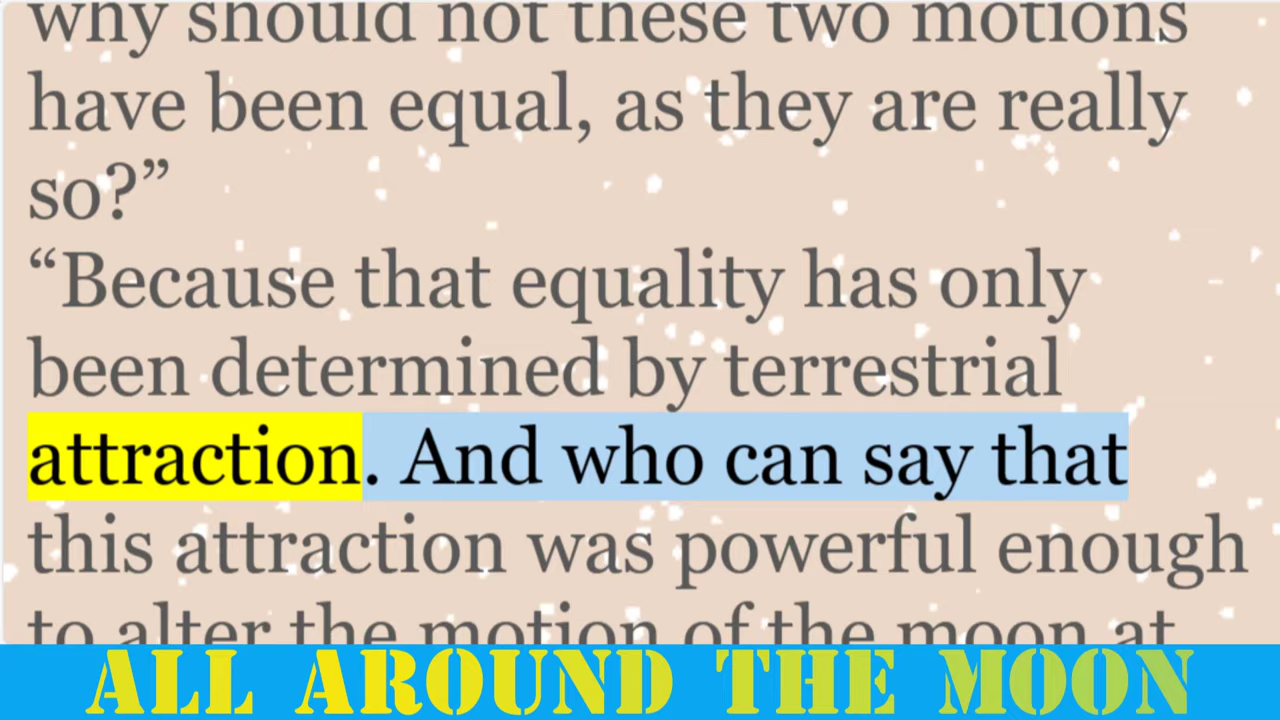 why should not these two motions
have been equal, as they are really
so?”
“Because that equality has only
been determined by terrestrial
attraction. And who can say that
this attraction was powerful enough
to alter the motion of the moon at
ALL AROUND THE MOON